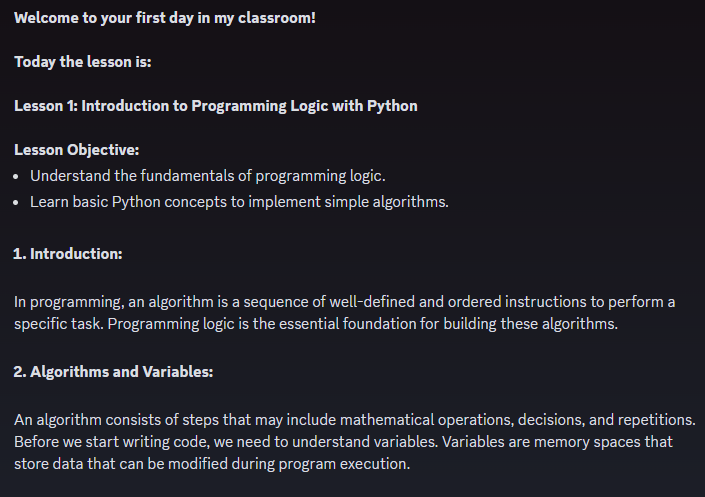 Welcome to your first day in my classroom!
Today the lesson is:
Lesson 1: Introduction to Programming Logic with Python
Lesson Objective:
• Understand the fundamentals of programming logic.
• Learn basic Python concepts to implement simple algorithms.
1. Introduction:
In programming, an algorithm is a sequence of well-defined and ordered instructions to perform a
specific task. Programming logic is the essential foundation for building these algorithms.
2. Algorithms and Variables:
An algorithm consists of steps that may include mathematical operations, decisions, and repetitions.
Before we start writing code, we need to understand variables. Variables are memory spaces that
store data that can be modified during program execution.